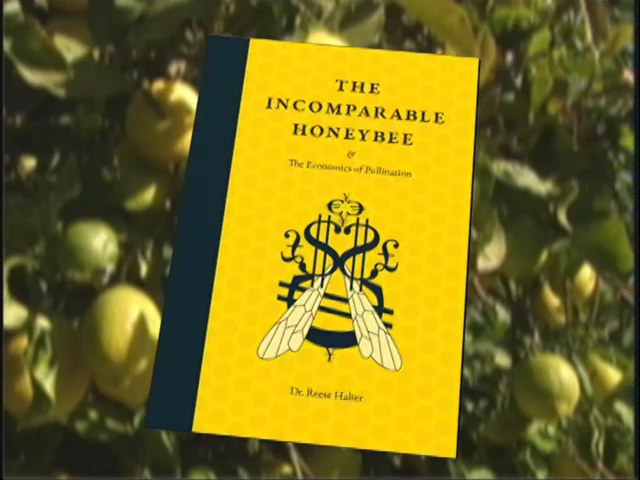 THE
INCOMPARABLE
HONEYBEE
&
The Economics of Pollination
Dr. Reese Halter